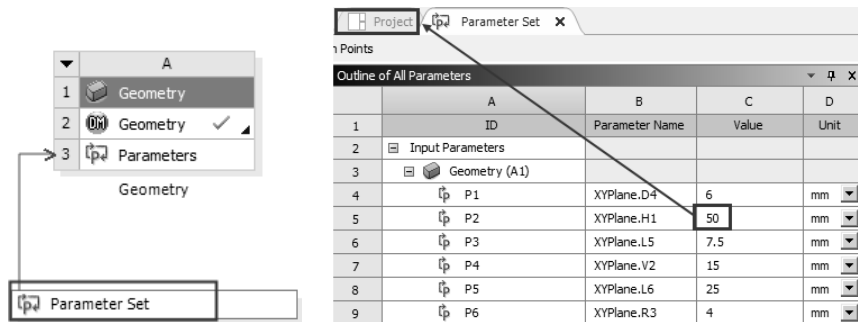 A
1 Geometry
2 DM Geometry
3 Parameters
Geometry
Parameter Set
Project
Parameter Set
n Points
Outline of All Parameters
A B C D
1 ID Parameter Name Value Unit
2 Input Parameters
3 Geometry (A1)
4 P1 XYPlane.D4 6 mm
5 P2 XYPlane.H1 50 mm
6 P3 XYPlane.L5 7.5 mm
7 P4 XYPlane.V2 15 mm
8 P5 XYPlane.L6 25 mm
9 P6 XYPlane.R3 4 mm